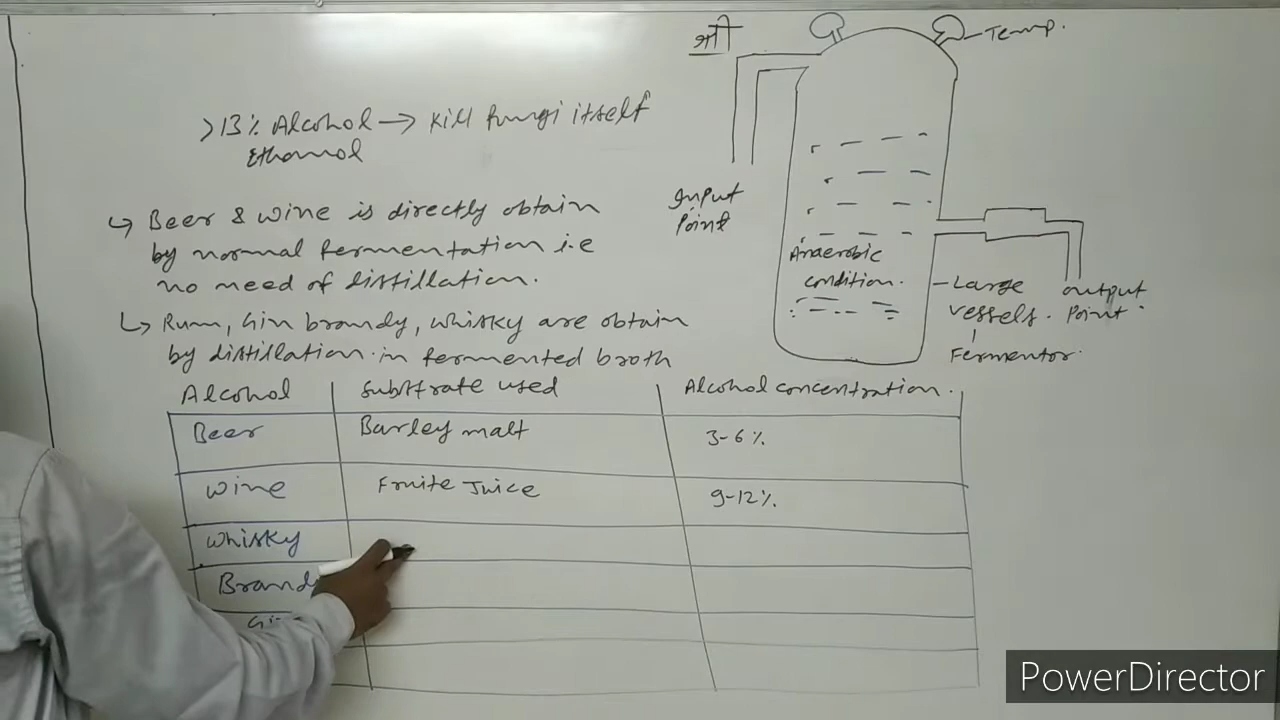 श्री
Temp.
>13% Alcohol → Kill fungi itself
Ethanol
Input
Point
↳ Beer & wine is directly obtain
by normal fermentation i.e
no need of distillation.
Anaerobic
condition.
Large
vessels.
Fermentor.
output
Point
↳ Rum, Gin brandy, whisky are obtain
by distillation in fermented broth
Alcohol Substrate used Alcohol concentration.
Beer Barley malt 3-6%
Wine Fruite Juice 9-12%.
Whisky
Brandy
PowerDirector